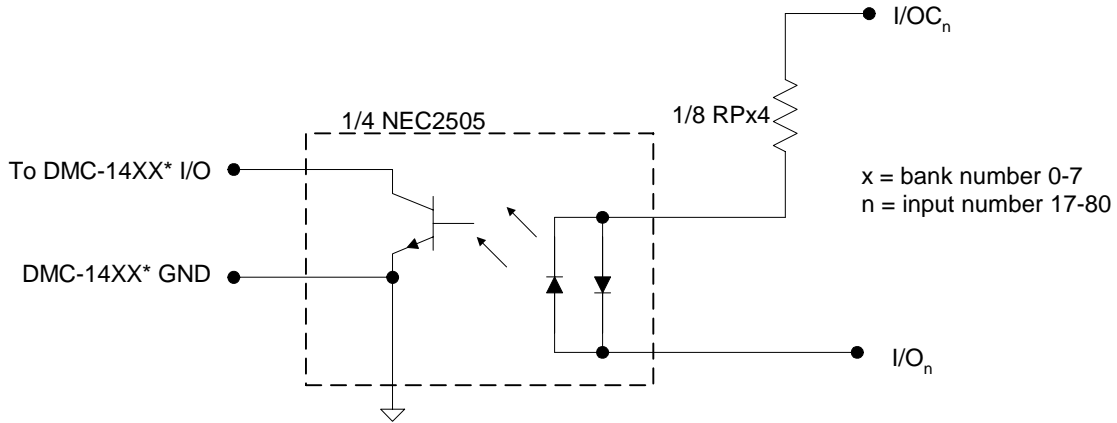 I/OCn
1/4 NEC2505
1/8 RPx4
To DMC-14XX* I/O
x = bank number 0-7
n = input number 17-80
DMC-14XX* GND
I/On